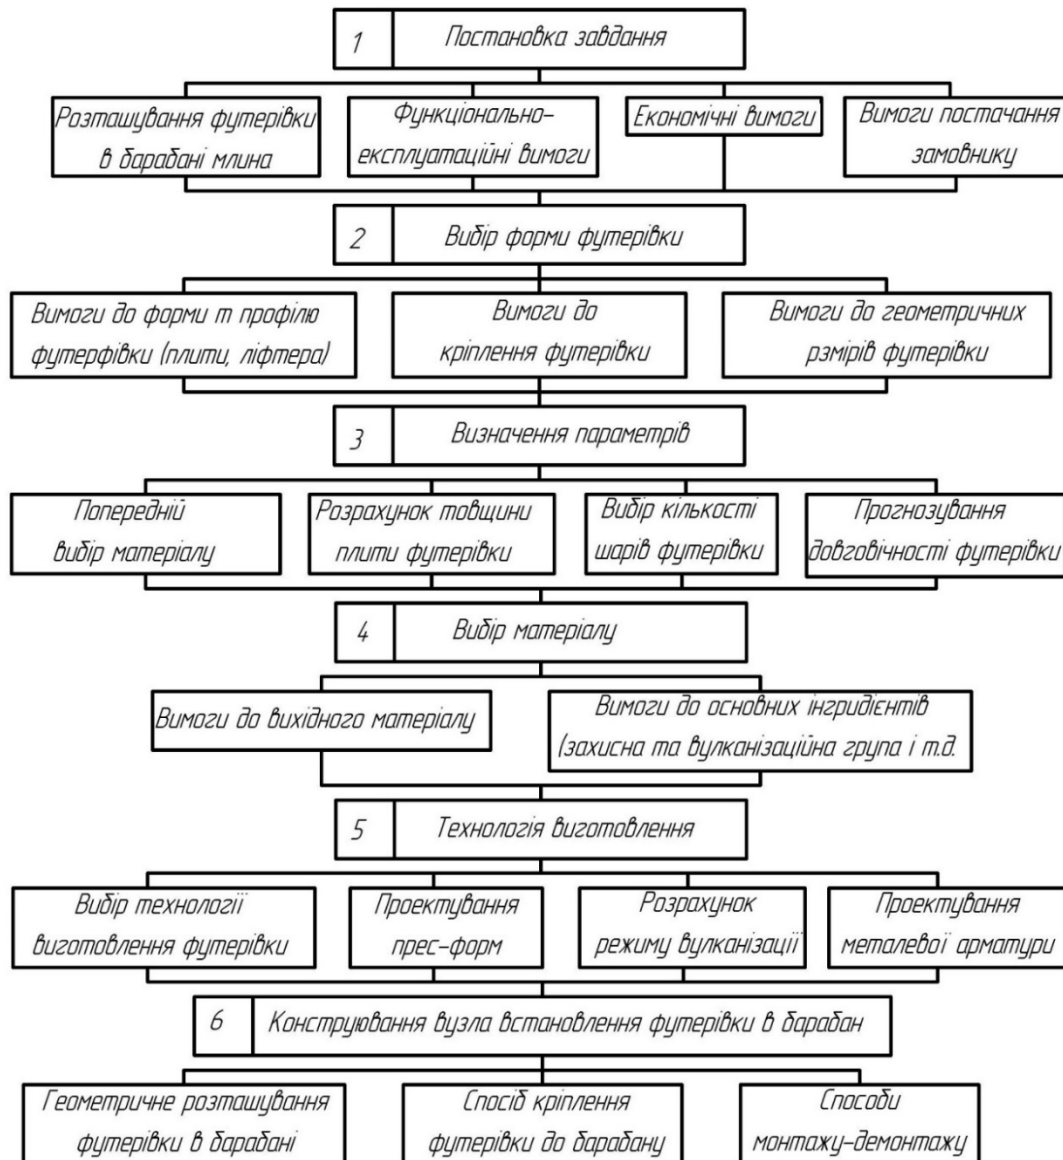 1 Постановка завдання
Розташування футерівки
в барабані млина
Функціонально-
експлуатаційні вимоги
Економічні вимоги
Вимоги постачання
замовнику
2 Вибір форми футерівки
Вимоги до форми т профілю
футерфівки (плити, ліфтера)
Вимоги до
кріплення футерівки
Вимоги до геометричних
рзмірів футерівки
3 Визначення параметрів
Попередній
вибір матеріалу
Розрахунок товщини
плити футерівки
Вибір кількості
шарів футерівки
Прогнозування
довговічності футерівки
4 Вибір матеріалу
Вимоги до вихідного матеріалу
Вимоги до основних інгридієнтів
(захисна та вулканізаційна група і т.д.
5 Технологія виготовлення
Вибір технології
виготовлення футерівки
Проектування
прес-форм
Розрахунок
режиму вулканізації
Проектування
металевої арматури
6 Конструювання вузла встановлення футерівки в барабан
Геометричне розташування
футерівки в барабані
Спосіб кріплення
футерівки до барабану
Способи
монтажу-демонтажу